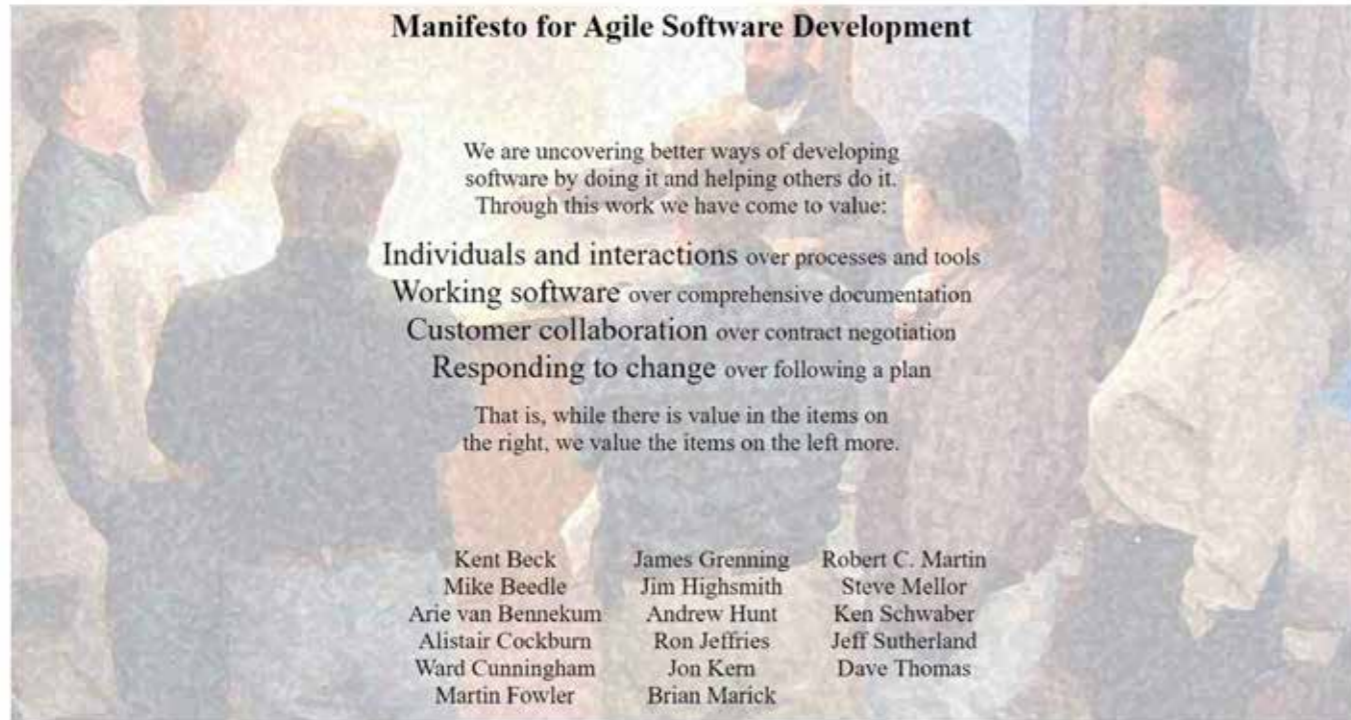 Manifesto for Agile Software Development
We are uncovering better ways of developing
software by doing it and helping others do it.
Through this work we have come to value:
Individuals and interactions over processes and tools
Working software over comprehensive documentation
Customer collaboration over contract negotiation
Responding to change over following a plan
That is, while there is value in the items on
the right, we value the items on the left more.
Kent Beck
Mike Beedle
Arie van Bennekum
Alistair Cockburn
Ward Cunningham
Martin Fowler
James Grenning
Jim Highsmith
Andrew Hunt
Ron Jeffries
Jon Kern
Brian Marick
Robert C. Martin
Steve Mellor
Ken Schwaber
Jeff Sutherland
Dave Thomas